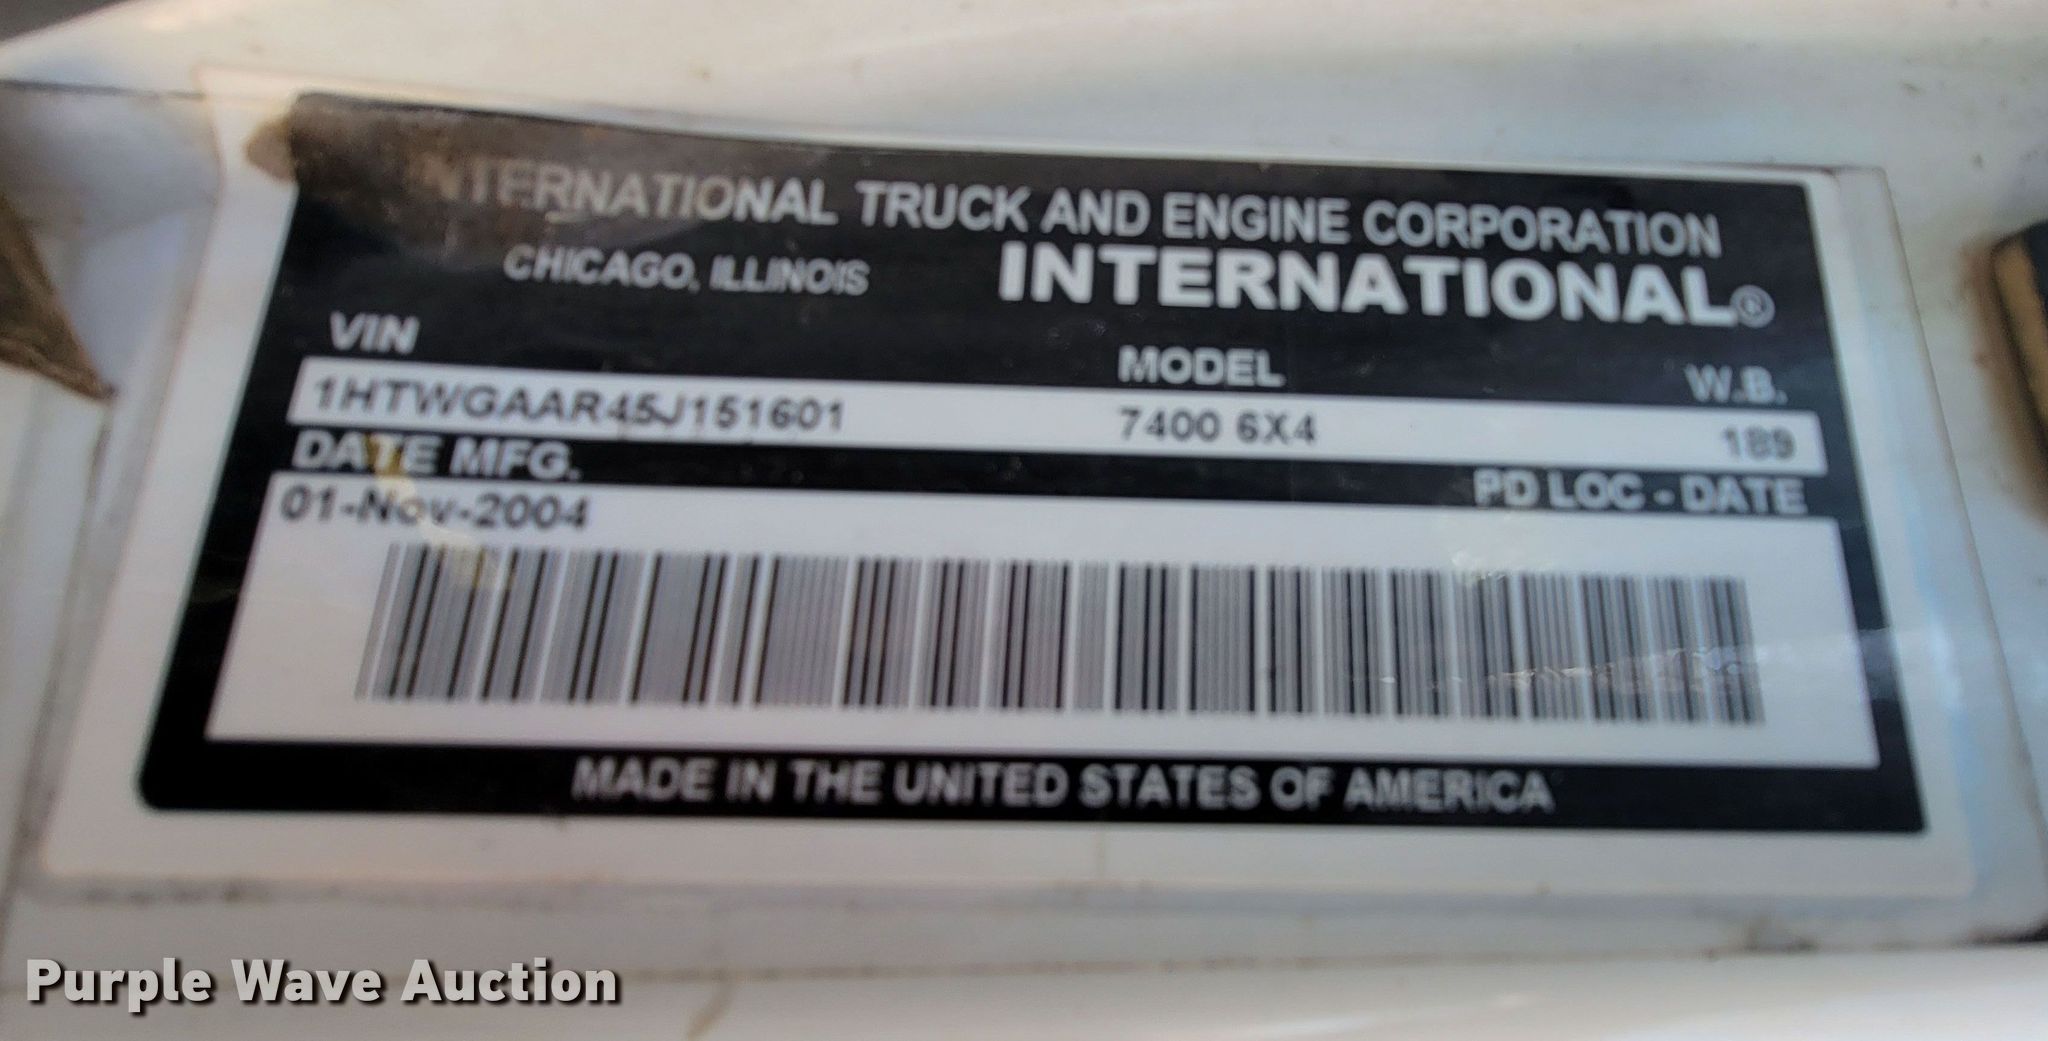 INTERNATIONAL TRUCK AND ENGINE CORPORATION
CHICAGO, ILLINOIS INTERNATIONAL®
VIN MODEL W.B.
1HTWGAAR45J151601 7400 6X4 189
DATE MFG. PD LOC - DATE
01-Nov-2004
MADE IN THE UNITED STATES OF AMERICA
Purple Wave Auction